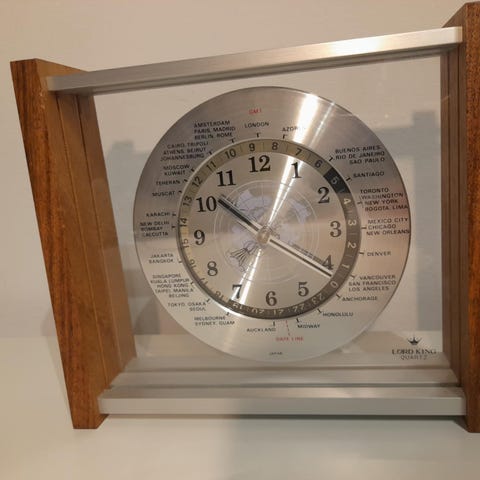 GMT
LONDON
AZORES
AMSTERDAM
PARIS, MADRID
BERLIN, ROME
CAIRO, TRIPOLI
ATHENS, BEIRUT
JOHANNESBURG
MOSCOW
KUWAIT
TEHERAN
MUSCAT
KARACHI
NEW DELHI
BOMBAY
CALCUTTA
JAKARTA
BANGKOK
SINGAPORE
KUALA LUMPUR
HONG KONG
TAIPEI, MANILA
BEIJING
TOKYO, OSAKA
SEOUL
MELBOURNE
SYDNEY, GUAM
AUCKLAND
DATE LINE
MIDWAY
HONOLULU
ANCHORAGE
VANCOUVER
SAN FRANCISCO
LOS ANGELES
DENVER
MEXICO CITY
CHICAGO
NEW ORLEANS
TORONTO
WASHINGTON
NEW YORK
BOGOTA, LIMA
SANTIAGO
BUENOS AIRES
RIO DE JANEIRO
SAO PAULO
12
1
2
3
4
5
6
7
8
9
10
11
JAPAN
LORD KING
QUARTZ